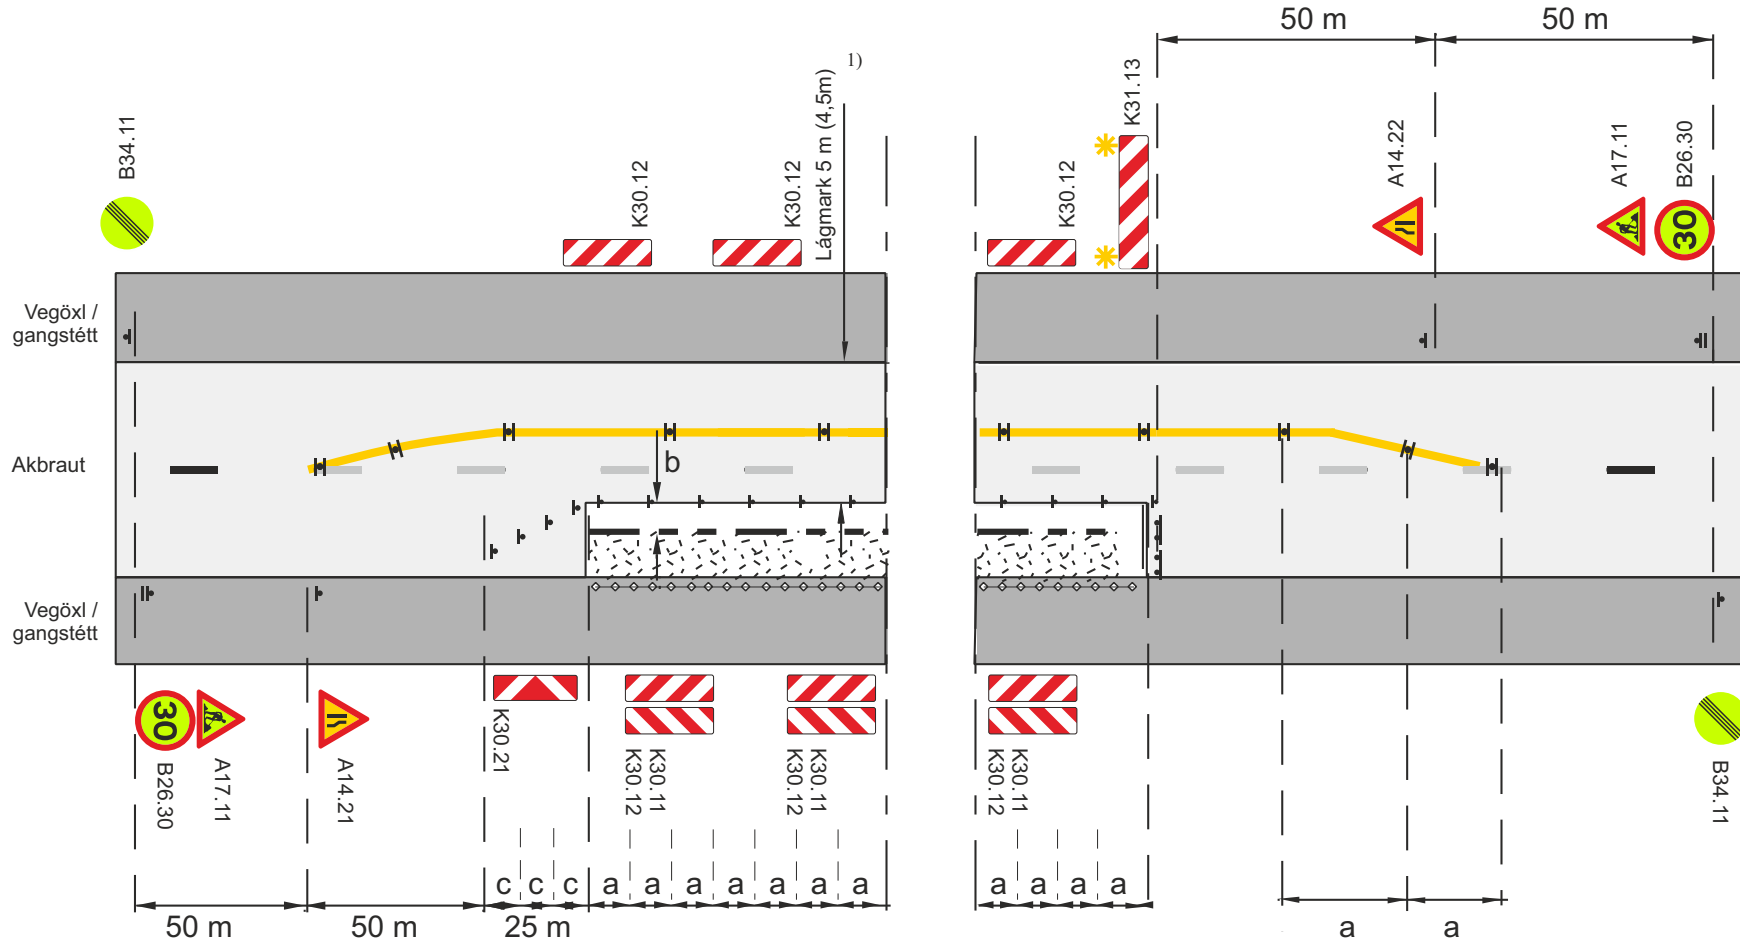 50 m
50 m
1)
B34.11
K30.12
K30.12
Lágmark 5 m (4,5m)
K30.12
K31.13
A14.22
A17.11
B26.30
30
Vegöxl /
gangstétt
Akbraut
b
Vegöxl /
gangstétt
30
B26.30
A17.11
A14.21
K30.21
K30.12
K30.11
K30.12
K30.11
K30.12
K30.11
B34.11
c
c
c
a
a
a
a
a
a
a
a
a
a
a
50 m
50 m
25 m
a
a